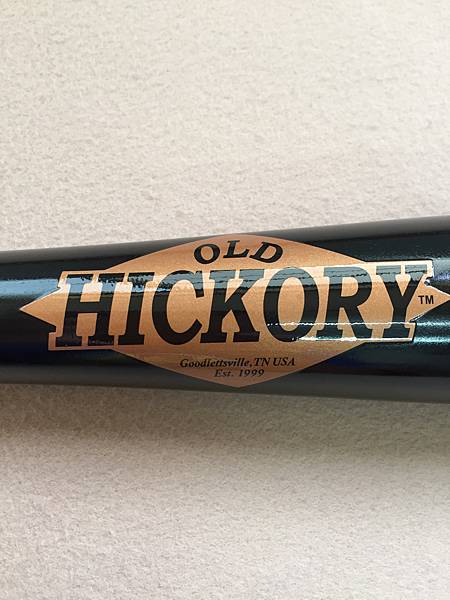 OLD
HICKORY™
Goodlettsville, TN USA
Est. 1999